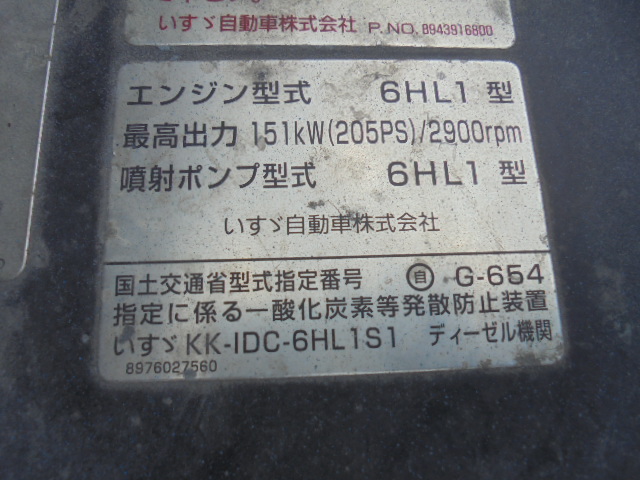 いすゞ自動車株式会社 P.NO. 8943916800
エンジン型式 6HL1 型
最高出力 151kW(205PS)/2900rpm
噴射ポンプ型式 6HL1 型
いすゞ自動車株式会社
国土交通省型式指定番号 自 G-654
指定に係る一酸化炭素等発散防止装置
いすゞKK-IDC-6HL1S1 ディーゼル機関
8976027560